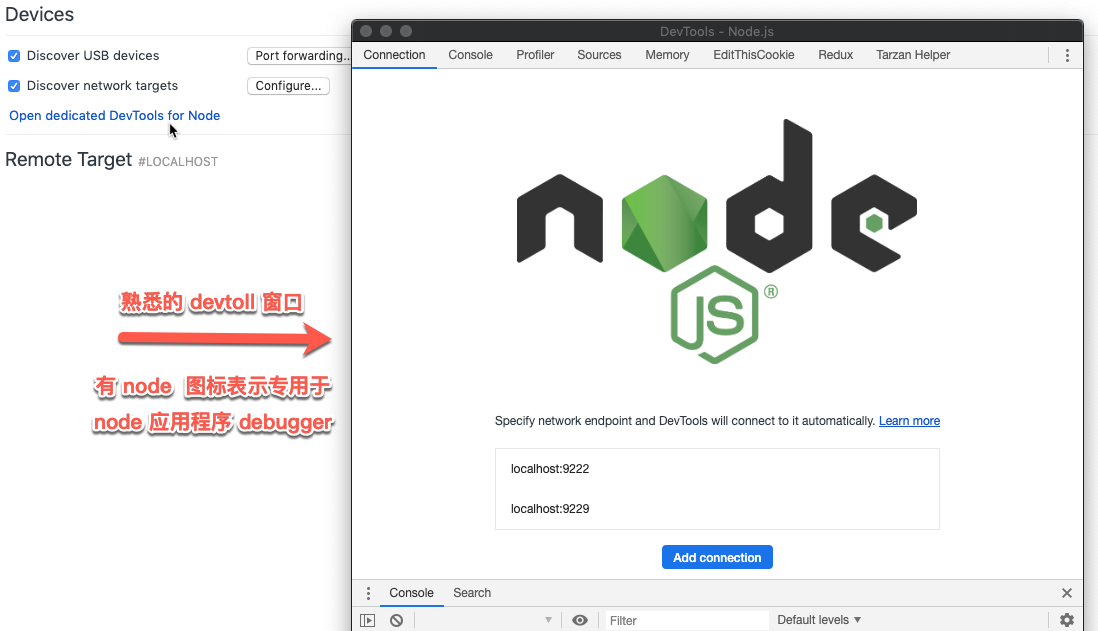 Devices
Discover USB devices
Port forwarding..
Discover network targets
Configure...
Open dedicated DevTools for Node
Remote Target #LOCALHOST
熟悉的 devtoll 窗口
有 node 图标表示专用于
node 应用程序 debugger
DevTools - Node.js
Connection Console Profiler Sources Memory EditThisCookie Redux Tarzan Helper
node
JS®
Specify network endpoint and DevTools will connect to it automatically. Learn more
localhost:9222
localhost:9229
Add connection
Console Search
Filter Default levels